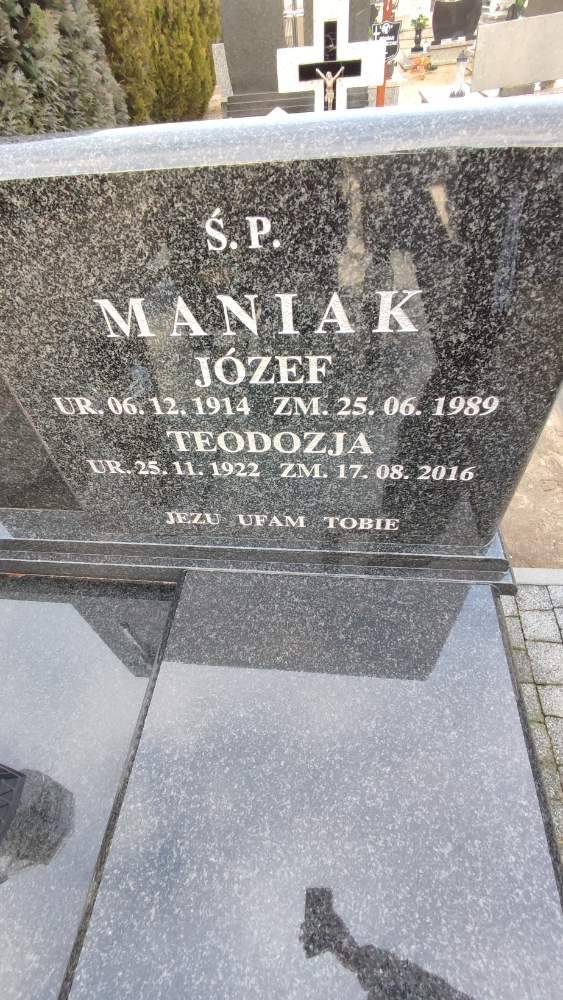 Ś. P.
MANIAK
JÓZEF
UR. 06. 12. 1914 ZM. 25. 06. 1989
TEODOZJA
UR. 25. 11. 1922 ZM. 17. 08. 2016
JEZU UFAM TOBIE